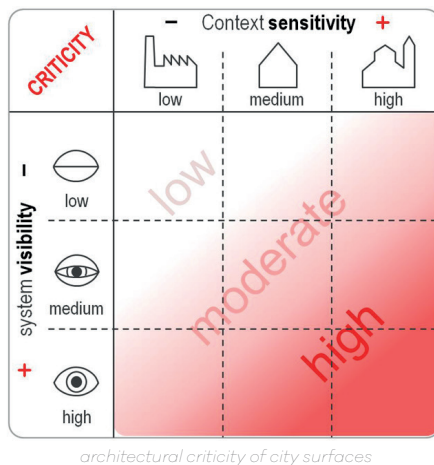 - Context sensitivity +
CRITICITY
low medium high
- system visibility +
low
medium
high
low
moderate
high
architectural criticity of city surfaces